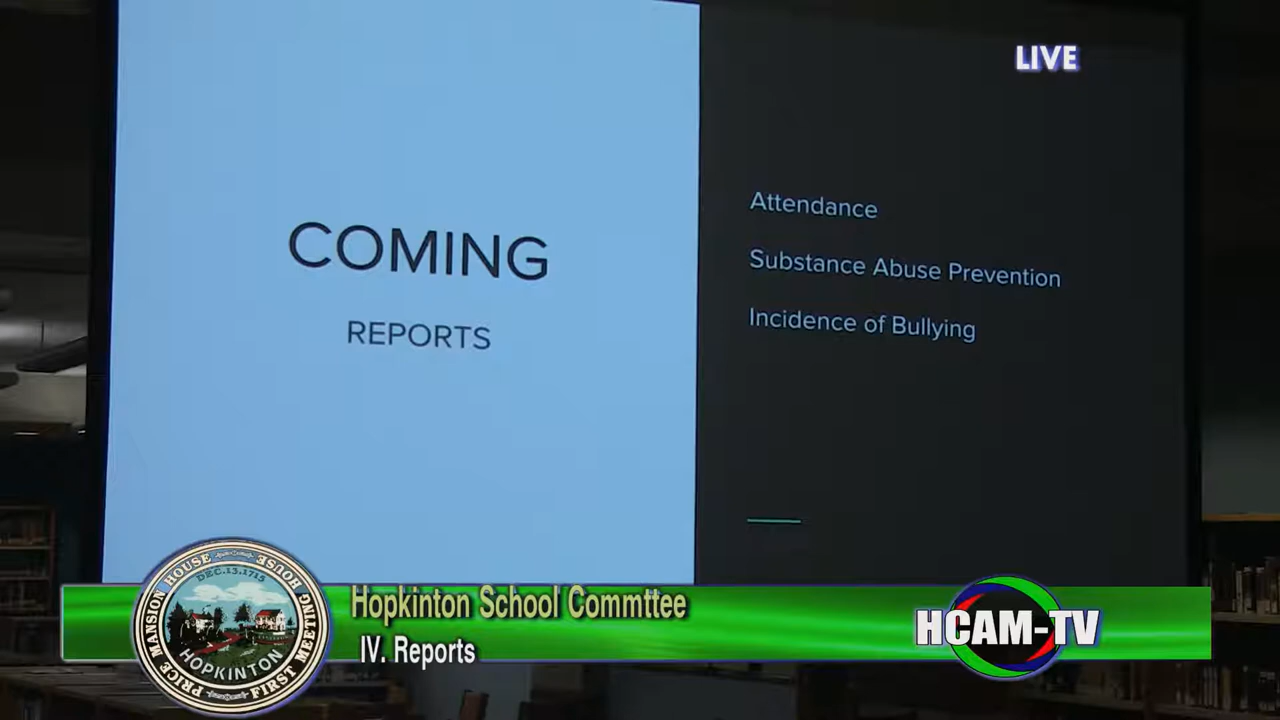 LIVE
COMING
REPORTS
Attendance
Substance Abuse Prevention
Incidence of Bullying
Hopkinton School Commttee
IV. Reports
HCAM-TV
PRICE MANSION HOUSE
FIRST MEETING HOUSE
DEC.13.1715
HOPKINTON